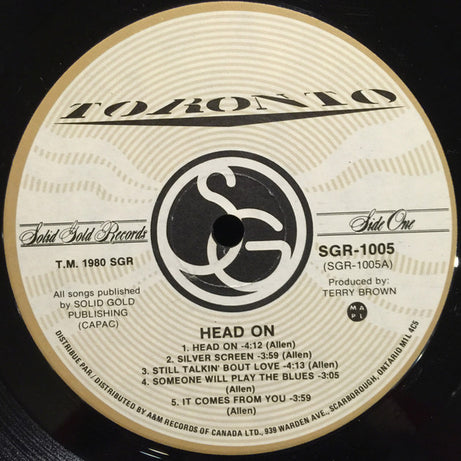 TORONTO
Solid Gold Records
Side One
SG
T.M. 1980 SGR
SGR-1005
(SGR-1005A)
All songs published
by SOLID GOLD
PUBLISHING
(CAPAC)
Produced by:
TERRY BROWN
MAPL
HEAD ON
1. HEAD ON -4:12 (Allen)
2. SILVER SCREEN -3:59 (Allen)
3. STILL TALKIN' BOUT LOVE -4:13 (Allen)
4. SOMEONE WILL PLAY THE BLUES -3:05
(Allen)
5. IT COMES FROM YOU -3:59
(Allen)
DISTRIBUE PAR / DISTRIBUTED BY A&M RECORDS OF CANADA LTD., 939 WARDEN AVE., SCARBOROUGH, ONTARIO M1L 4C5